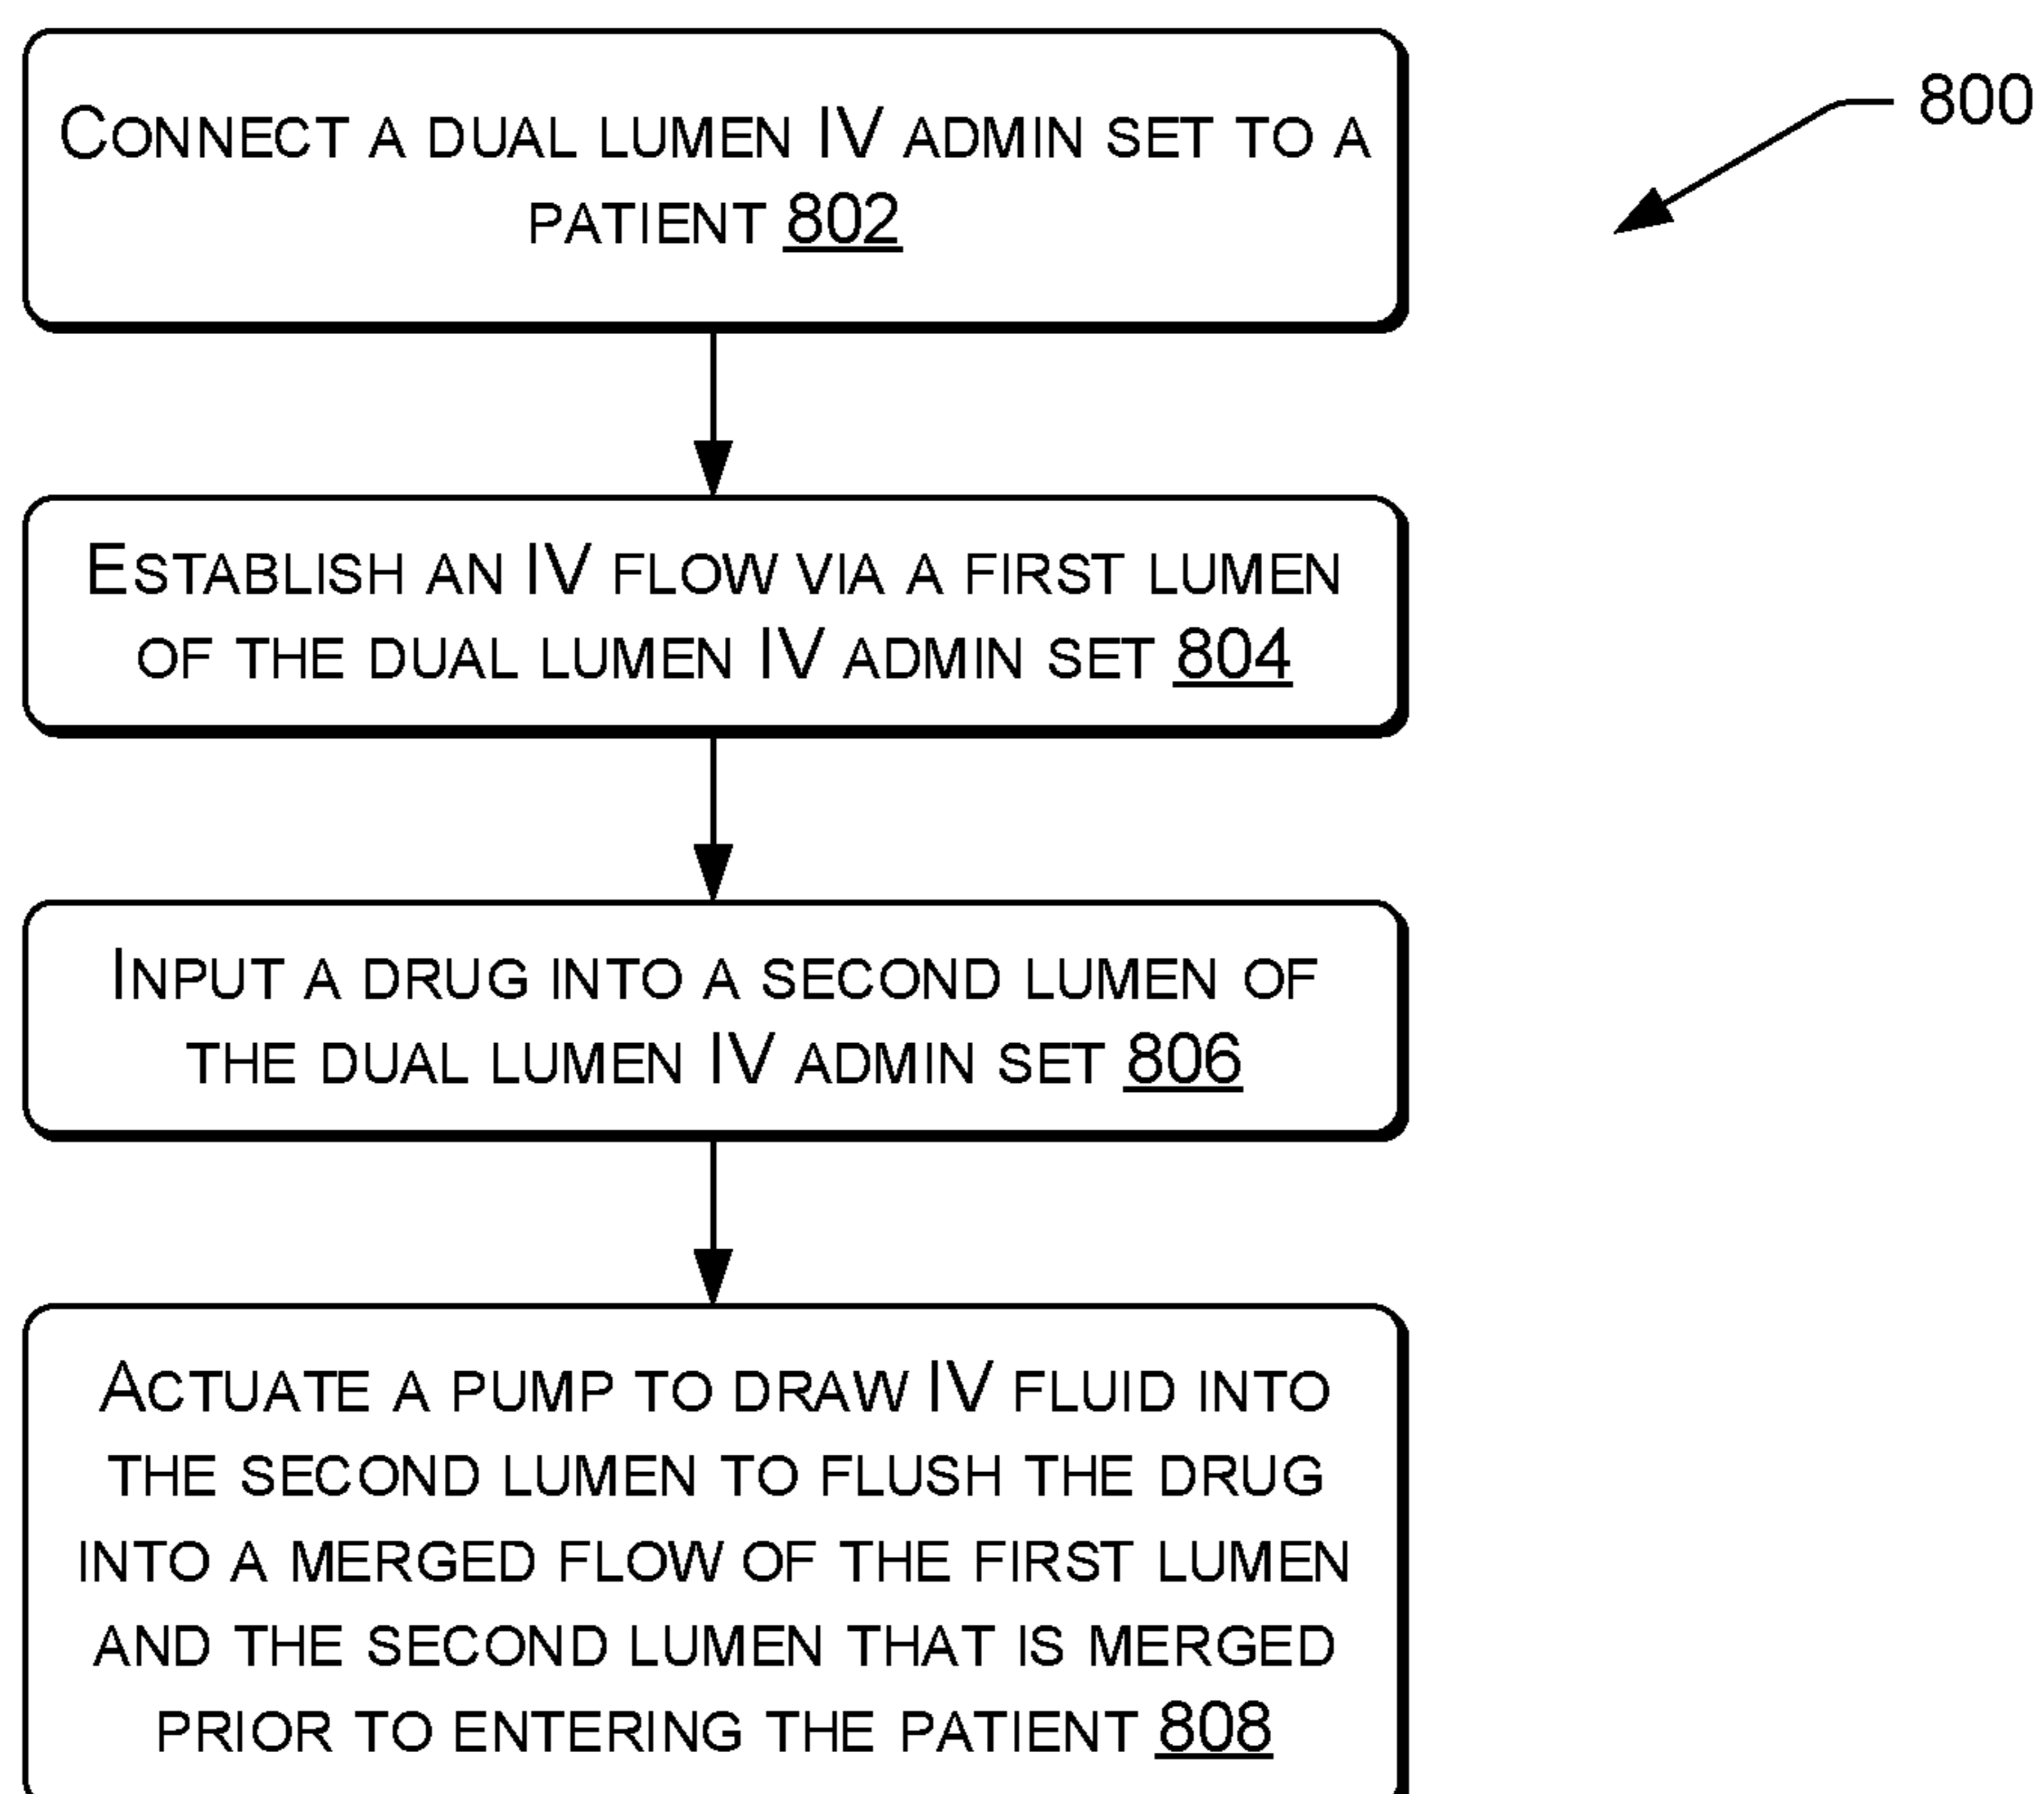 CONNECT A DUAL LUMEN IV ADMIN SET TO A
PATIENT 802
800
ESTABLISH AN IV FLOW VIA A FIRST LUMEN
OF THE DUAL LUMEN IV ADMIN SET 804
INPUT A DRUG INTO A SECOND LUMEN OF
THE DUAL LUMEN IV ADMIN SET 806
ACTUATE A PUMP TO DRAW IV FLUID INTO
THE SECOND LUMEN TO FLUSH THE DRUG
INTO A MERGED FLOW OF THE FIRST LUMEN
AND THE SECOND LUMEN THAT IS MERGED
PRIOR TO ENTERING THE PATIENT 808